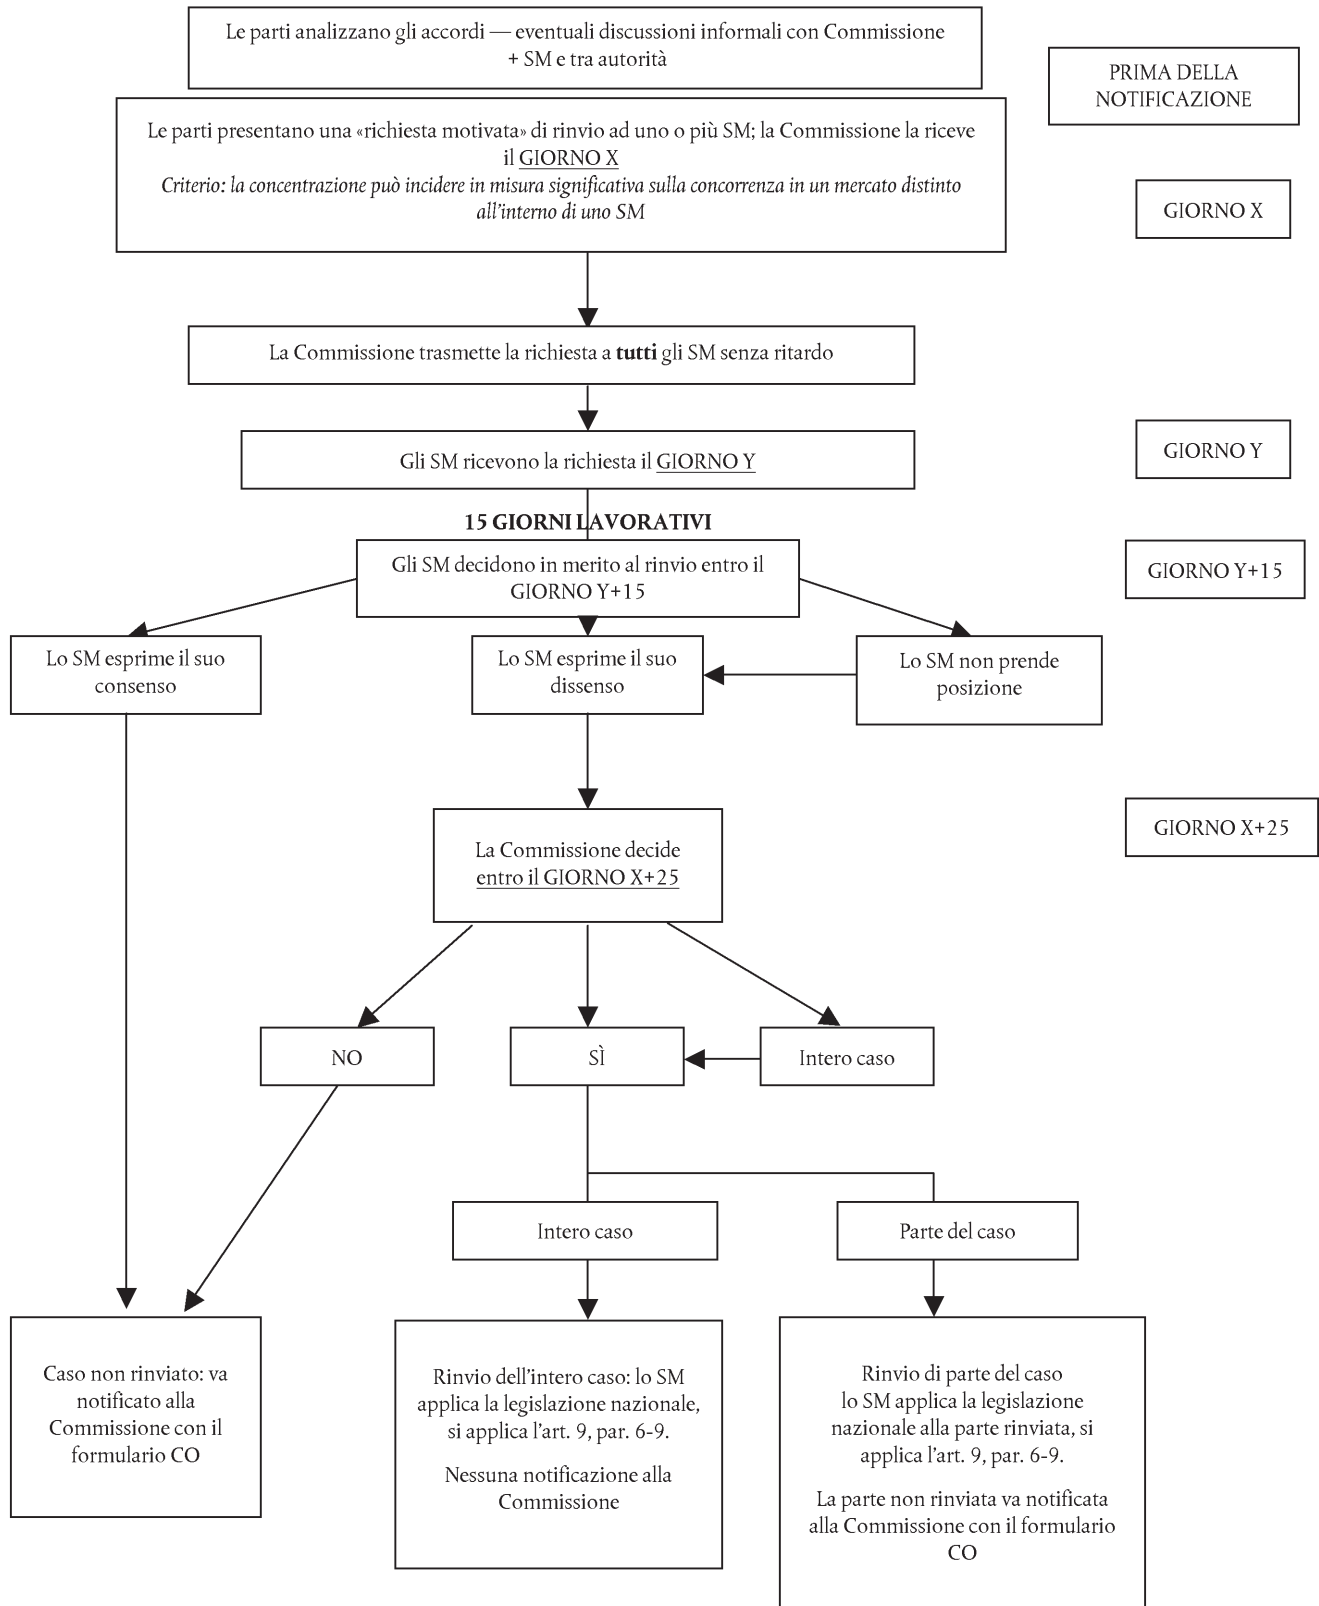 Le parti analizzano gli accordi — eventuali discussioni informali con Commissione
+ SM e tra autorità
PRIMA DELLA
NOTIFICAZIONE
Le parti presentano una «richiesta motivata» di rinvio ad uno o più SM; la Commissione la riceve
il GIORNO X
Criterio: la concentrazione può incidere in misura significativa sulla concorrenza in un mercato distinto
all'interno di uno SM
GIORNO X
La Commissione trasmette la richiesta a tutti gli SM senza ritardo
Gli SM ricevono la richiesta il GIORNO Y
GIORNO Y
15 GIORNI LAVORATIVI
Gli SM decidono in merito al rinvio entro il
GIORNO Y+15
GIORNO Y+15
Lo SM esprime il suo
consenso
Lo SM esprime il suo
dissenso
Lo SM non prende
posizione
La Commissione decide
entro il GIORNO X+25
GIORNO X+25
NO
SÌ
Intero caso
Intero caso
Parte del caso
Caso non rinviato: va
notificato alla
Commissione con il
formulario CO
Rinvio dell'intero caso: lo SM
applica la legislazione nazionale,
si applica l'art. 9, par. 6-9.
Nessuna notificazione alla
Commissione
Rinvio di parte del caso
lo SM applica la legislazione
nazionale alla parte rinviata, si
applica l'art. 9, par. 6-9.
La parte non rinviata va notificata
alla Commissione con il formulario
CO